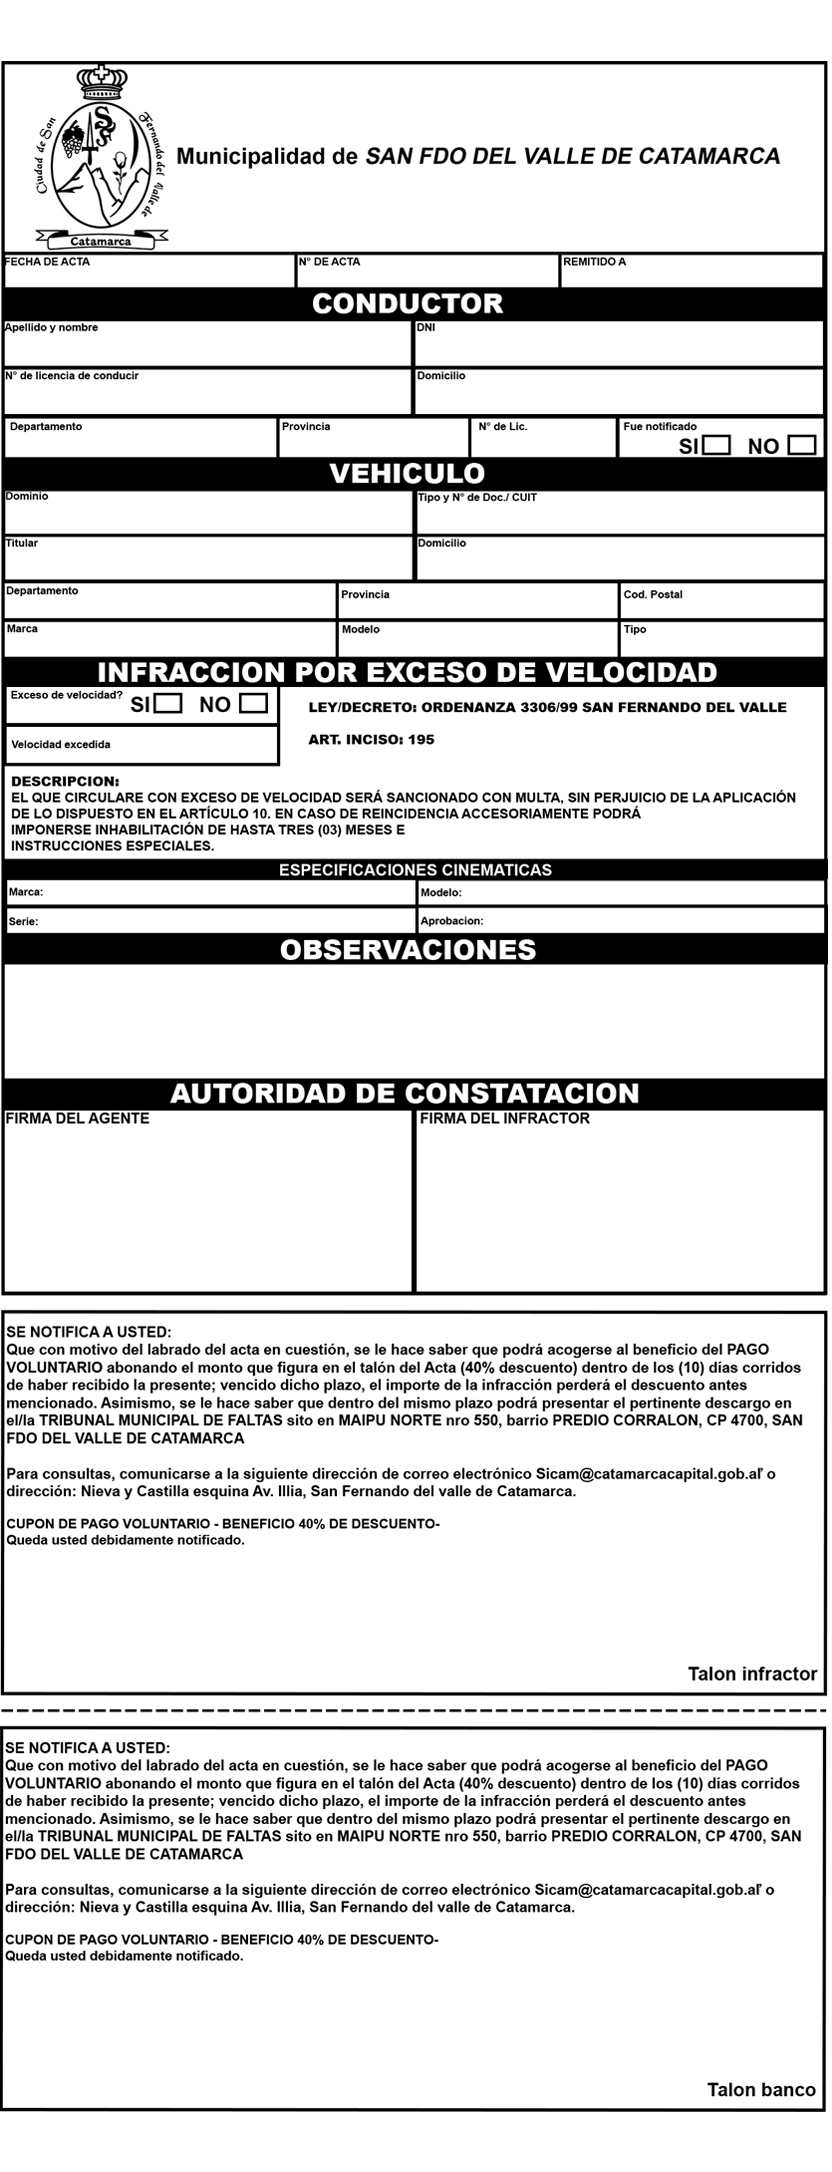 Ciudad de San
Fernando del Valle de
Catamarca
Municipalidad de SAN FDO DEL VALLE DE CATAMARCA
FECHA DE ACTA N° DE ACTA REMITIDO A
CONDUCTOR
Apellido y nombre DNI
N° de licencia de conducir Domicilio
Departamento Provincia N° de Lic. Fue notificado
SI NO
VEHICULO
Dominio Tipo y N° de Doc./ CUIT
Titular Domicilio
Departamento Provincia Cod. Postal
Marca Modelo Tipo
INFRACCION POR EXCESO DE VELOCIDAD
Exceso de velocidad? SI NO
LEY/DECRETO: ORDENANZA 3306/99 SAN FERNANDO DEL VALLE
Velocidad excedida
ART. INCISO: 195
DESCRIPCION:
EL QUE CIRCULARE CON EXCESO DE VELOCIDAD SERÁ SANCIONADO CON MULTA, SIN PERJUICIO DE LA APLICACIÓN
DE LO DISPUESTO EN EL ARTÍCULO 10. EN CASO DE REINCIDENCIA ACCESORIAMENTE PODRÁ
IMPONERSE INHABILITACIÓN DE HASTA TRES (03) MESES E
INSTRUCCIONES ESPECIALES.
ESPECIFICACIONES CINEMATICAS
Marca: Modelo:
Serie: Aprobacion:
OBSERVACIONES
AUTORIDAD DE CONSTATACION
FIRMA DEL AGENTE FIRMA DEL INFRACTOR
SE NOTIFICA A USTED:
Que con motivo del labrado del acta en cuestión, se le hace saber que podrá acogerse al beneficio del PAGO
VOLUNTARIO abonando el monto que figura en el talón del Acta (40% descuento) dentro de los (10) días corridos
de haber recibido la presente; vencido dicho plazo, el importe de la infracción perderá el descuento antes
mencionado. Asimismo, se le hace saber que dentro del mismo plazo podrá presentar el pertinente descargo en
el/la TRIBUNAL MUNICIPAL DE FALTAS sito en MAIPU NORTE nro 550, barrio PREDIO CORRALON, CP 4700, SAN
FDO DEL VALLE DE CATAMARCA
Para consultas, comunicarse a la siguiente dirección de correo electrónico Sicam@catamarcacapital.gob.ar' o
dirección: Nieva y Castilla esquina Av. Illia, San Fernando del valle de Catamarca.
CUPON DE PAGO VOLUNTARIO - BENEFICIO 40% DE DESCUENTO-
Queda usted debidamente notificado.
Talon infractor
SE NOTIFICA A USTED:
Que con motivo del labrado del acta en cuestión, se le hace saber que podrá acogerse al beneficio del PAGO
VOLUNTARIO abonando el monto que figura en el talón del Acta (40% descuento) dentro de los (10) días corridos
de haber recibido la presente; vencido dicho plazo, el importe de la infracción perderá el descuento antes
mencionado. Asimismo, se le hace saber que dentro del mismo plazo podrá presentar el pertinente descargo en
el/la TRIBUNAL MUNICIPAL DE FALTAS sito en MAIPU NORTE nro 550, barrio PREDIO CORRALON, CP 4700, SAN
FDO DEL VALLE DE CATAMARCA
Para consultas, comunicarse a la siguiente dirección de correo electrónico Sicam@catamarcacapital.gob.ar' o
dirección: Nieva y Castilla esquina Av. Illia, San Fernando del valle de Catamarca.
CUPON DE PAGO VOLUNTARIO - BENEFICIO 40% DE DESCUENTO-
Queda usted debidamente notificado.
Talon banco